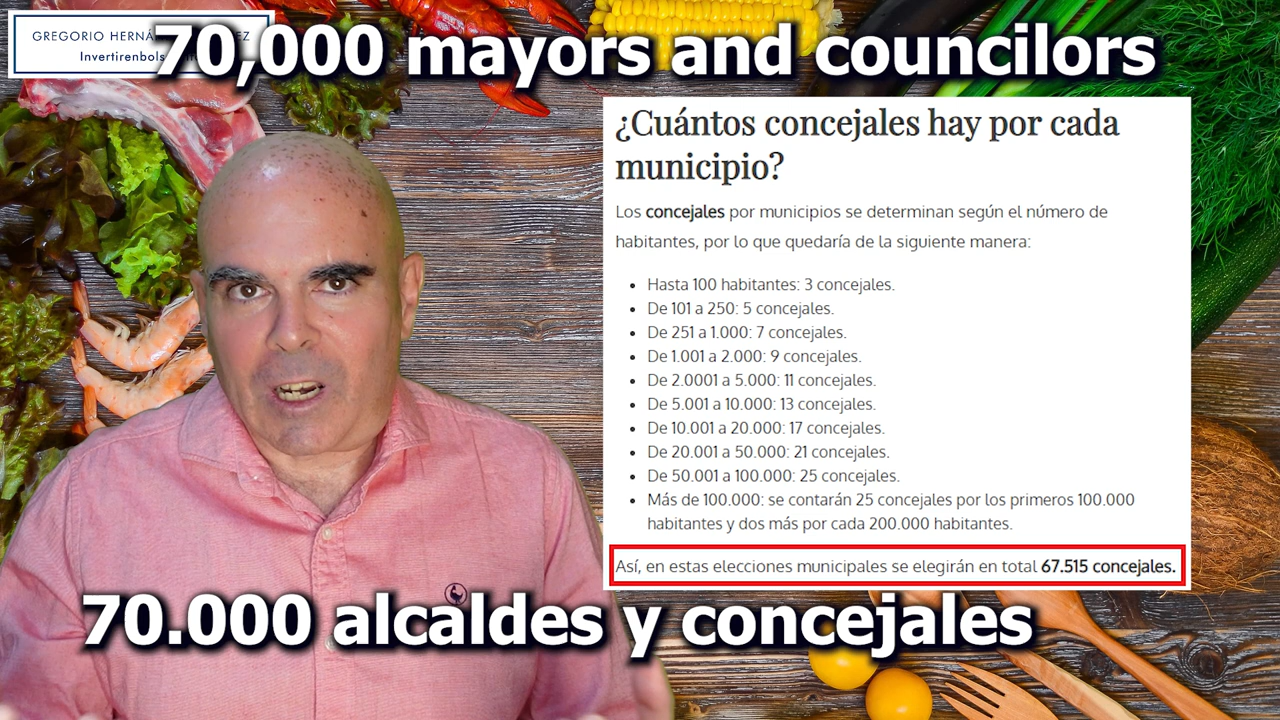 GREGORIO
Invertirenbols
70,000 mayors and councilors
¿Cuántos concejales hay por cada
municipio?
Los concejales por municipios se determinan según el número de
habitantes, por lo que quedaría de la siguiente manera:
Hasta 100 habitantes: 3 concejales.
De 101 a 250: 5 concejales.
De 251 a 1.000: 7 concejales.
De 1.001 a 2.000: 9 concejales.
De 2.0001 a 5.000: 11 concejales.
De 5.001 a 10.000: 13 concejales.
De 10.001 a 20.000: 17 concejales.
De 20.001 a 50.000: 21 concejales.
De 50.001 a 100.000: 25 concejales.
Más de 100.000: se contarán 25 concejales por los primeros 100.000
habitantes y dos más por cada 200.000 habitantes.
Así, en estas elecciones municipales se elegirán en total 67.515 concejales.
70.000 alcaldes y concejales